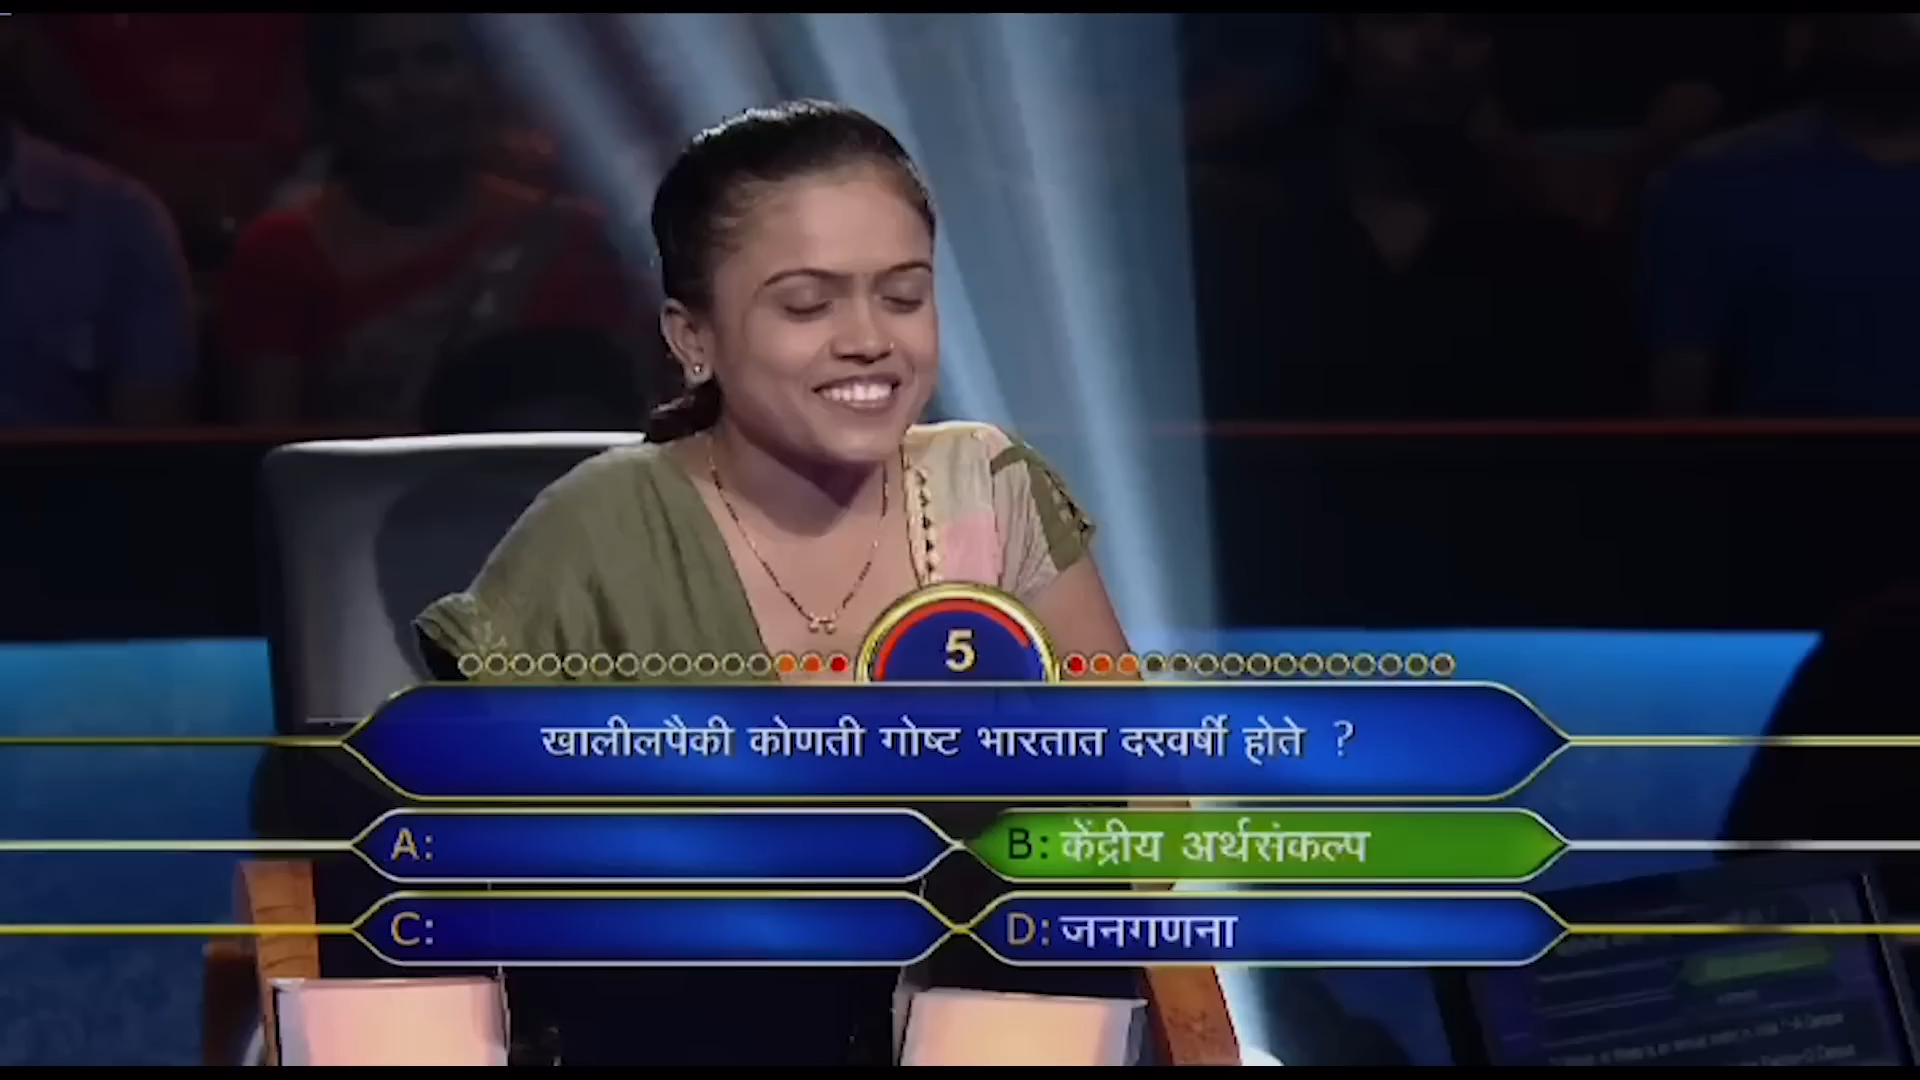 5
खालीलपैकी कोणती गोष्ट भारतात दरवर्षी होते ?
A:
B: केंद्रीय अर्थसंकल्प
C:
D: जनगणना